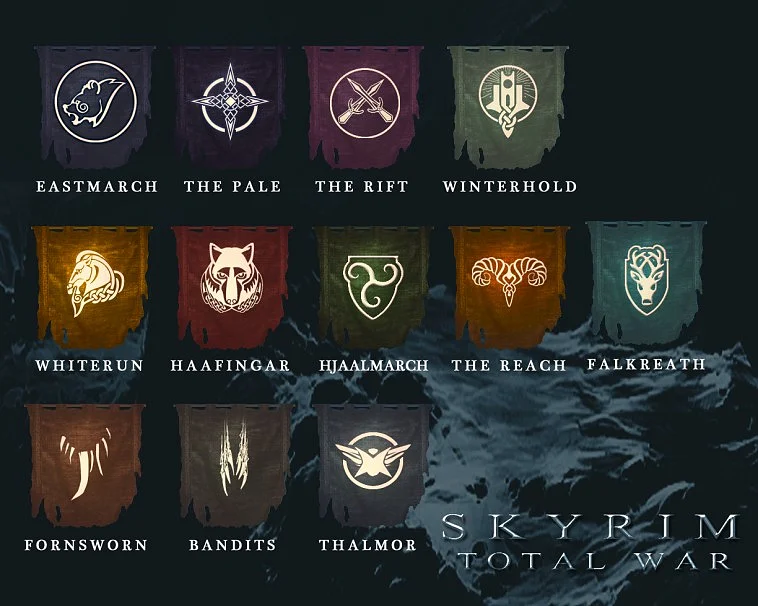 EASTMARCH THE PALE THE RIFT WINTERHOLD
WHITERUN HAAFINGAR HJAALMARCH THE REACH FALKREATH
FORNSWORN BANDITS THALMOR
SKYRIM
TOTAL WAR